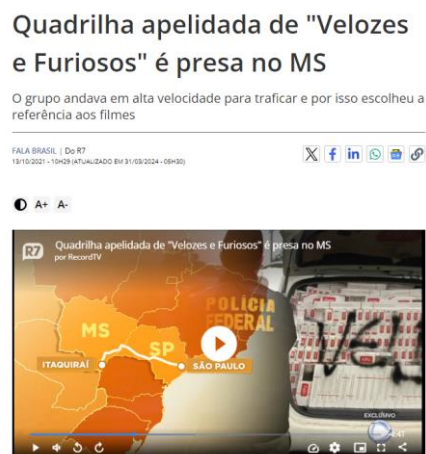 Quadrilha apelidada de "Velozes
e Furiosos" é presa no MS
O grupo andava em alta velocidade para traficar e por isso escolheu a
referência aos filmes
FALA BRASIL | Do R7
13/10/2021 - 10H29 (ATUALIZADO EM 31/03/2024 - 05H30)
A+ A-
R7
Quadrilha apelidada de "Velozes e Furiosos" é presa no MS
por RecordTV
POLÍCIA
FEDERAL
MS
SP
ITAQUIRAÍ
SÃO PAULO
VEL
EXCLUSIVO